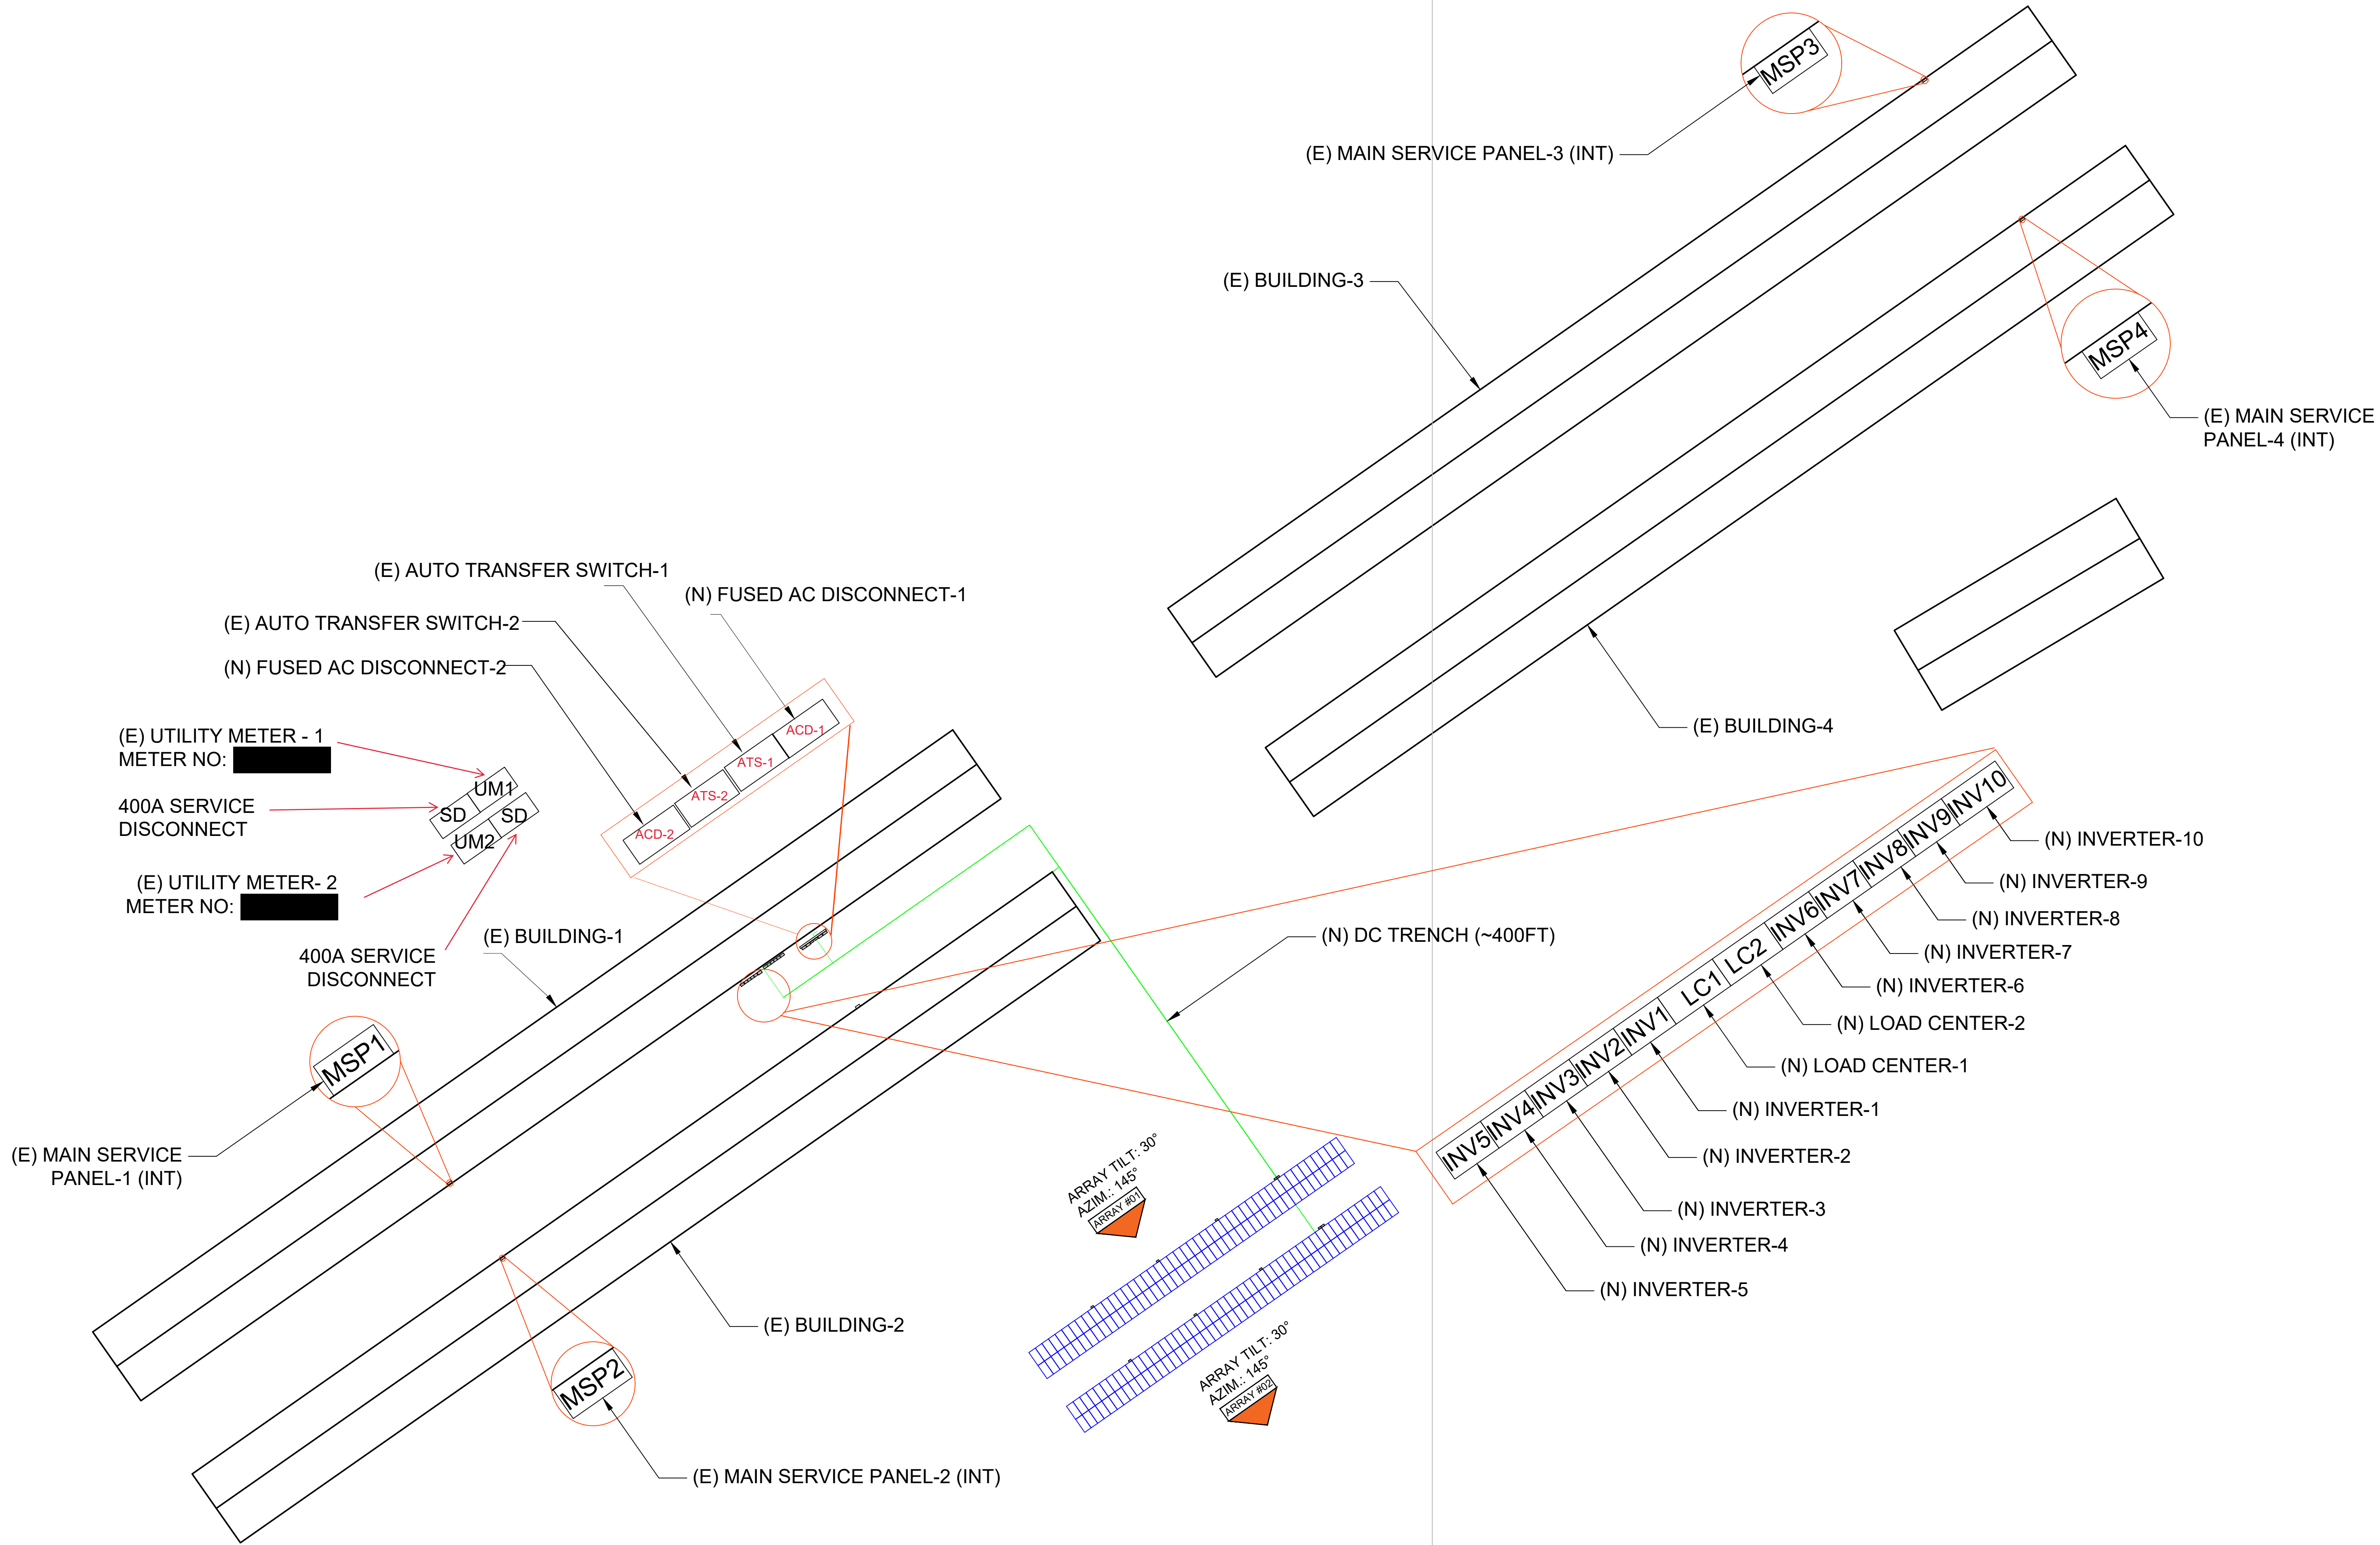 MSP3
(E) MAIN SERVICE PANEL-3 (INT)
(E) BUILDING-3
MSP4
(E) MAIN SERVICE
PANEL-4 (INT)
(E) BUILDING-4
(E) AUTO TRANSFER SWITCH-1
(N) FUSED AC DISCONNECT-1
(E) AUTO TRANSFER SWITCH-2
(N) FUSED AC DISCONNECT-2
ACD-1
ATS-1
ATS-2
ACD-2
(E) UTILITY METER - 1
METER NO:
400A SERVICE
DISCONNECT
UM1
SD
SD
UM2
(E) UTILITY METER- 2
METER NO:
400A SERVICE
DISCONNECT
(E) BUILDING-1
MSP1
(E) MAIN SERVICE
PANEL-1 (INT)
(N) DC TRENCH (~400FT)
INV10
INV9
INV8
INV7
INV6
LC2
LC1
INV1
INV2
INV3
INV4
INV5
(N) INVERTER-10
(N) INVERTER-9
(N) INVERTER-8
(N) INVERTER-7
(N) INVERTER-6
(N) LOAD CENTER-2
(N) LOAD CENTER-1
(N) INVERTER-1
(N) INVERTER-2
(N) INVERTER-3
(N) INVERTER-4
(N) INVERTER-5
ARRAY TILT: 30°
AZIM.: 145°
ARRAY #01
ARRAY TILT: 30°
AZIM.: 145°
ARRAY #02
(E) BUILDING-2
MSP2
(E) MAIN SERVICE PANEL-2 (INT)